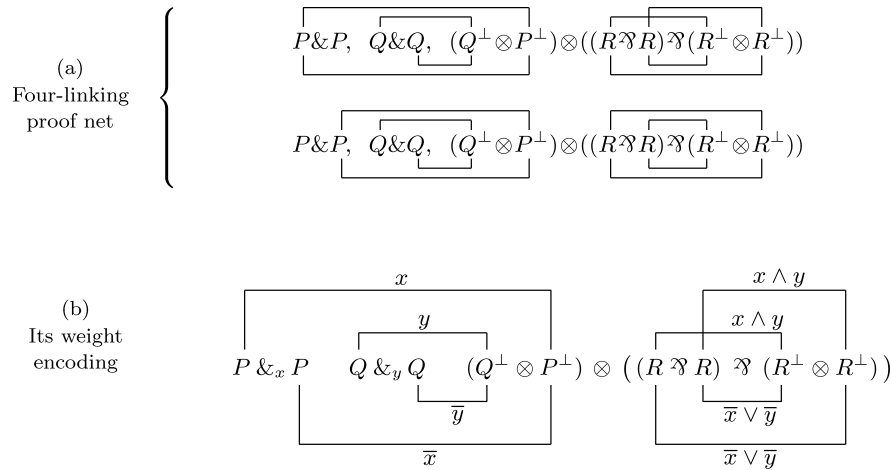 (a)
Four-linking
proof net
P&P, Q&Q, (Q⊥⊗P⊥)⊗((R⅋R)⅋(R⊥⊗R⊥))
P&P, Q&Q, (Q⊥⊗P⊥)⊗((R⅋R)⅋(R⊥⊗R⊥))
(b)
Its weight
encoding
x
x ∧ y
y
x ∧ y
P &ₓ P Q &ᵧ Q (Q⊥ ⊗ P⊥) ⊗ ((R ⅋ R) ⅋ (R⊥ ⊗ R⊥))
y̅
x̅ ∨ y̅
x̅
x̅ ∨ y̅